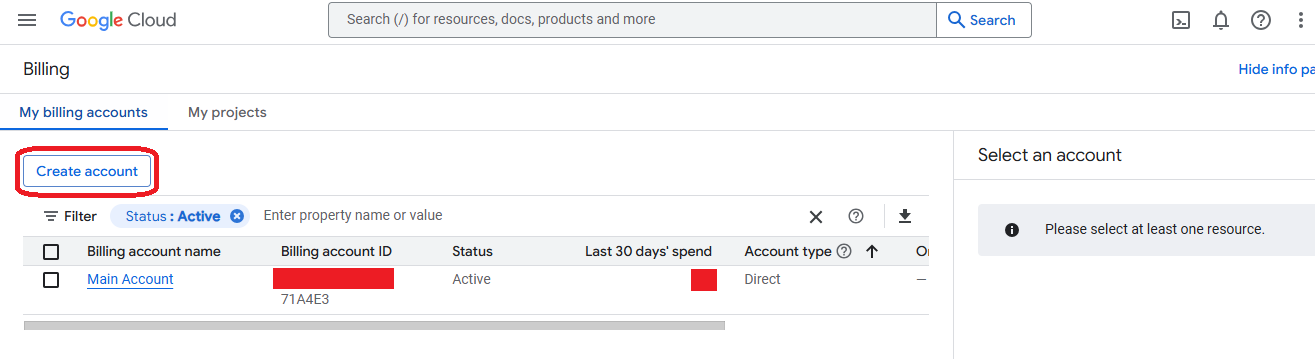 Google Cloud
Search (/) for resources, docs, products and more
Search
Billing
Hide info pa
My billing accounts
My projects
Create account
Select an account
Filter
Status : Active
Enter property name or value
Please select at least one resource.
Billing account name Billing account ID Status Last 30 days' spend Account type Or
Main Account Active Direct —
71A4E3